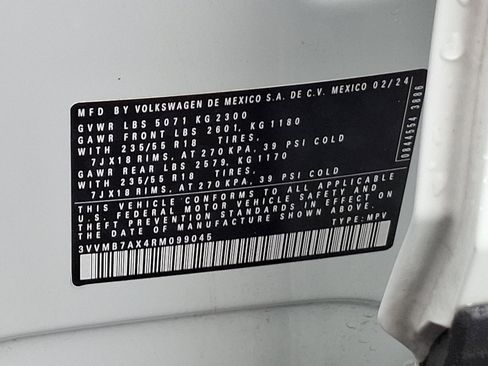 MFD BY VOLKSWAGEN DE MEXICO S.A. DE C.V. MEXICO 02/24
GVWR LBS 5071 KG 2300
GAWR FRONT LBS 2601, KG 1180
WITH 235/55 R18 TIRES,
7JX18 RIMS, AT 270 KPA, 39 PSI COLD
GAWR REAR LBS 2579, KG 1170
WITH 235/55 R18 TIRES,
7JX18 RIMS, AT 270 KPA, 39 PSI COLD
THIS VEHICLE CONFORMS TO ALL APPLICABLE
U.S. FEDERAL MOTOR VEHICLE SAFETY AND
THEFT PREVENTION STANDARDS IN EFFECT ON
THE DATE OF MANUFACTURE SHOWN ABOVE.
3VVMB7AX4RM099045 TYPE: MPV
0844554 3886